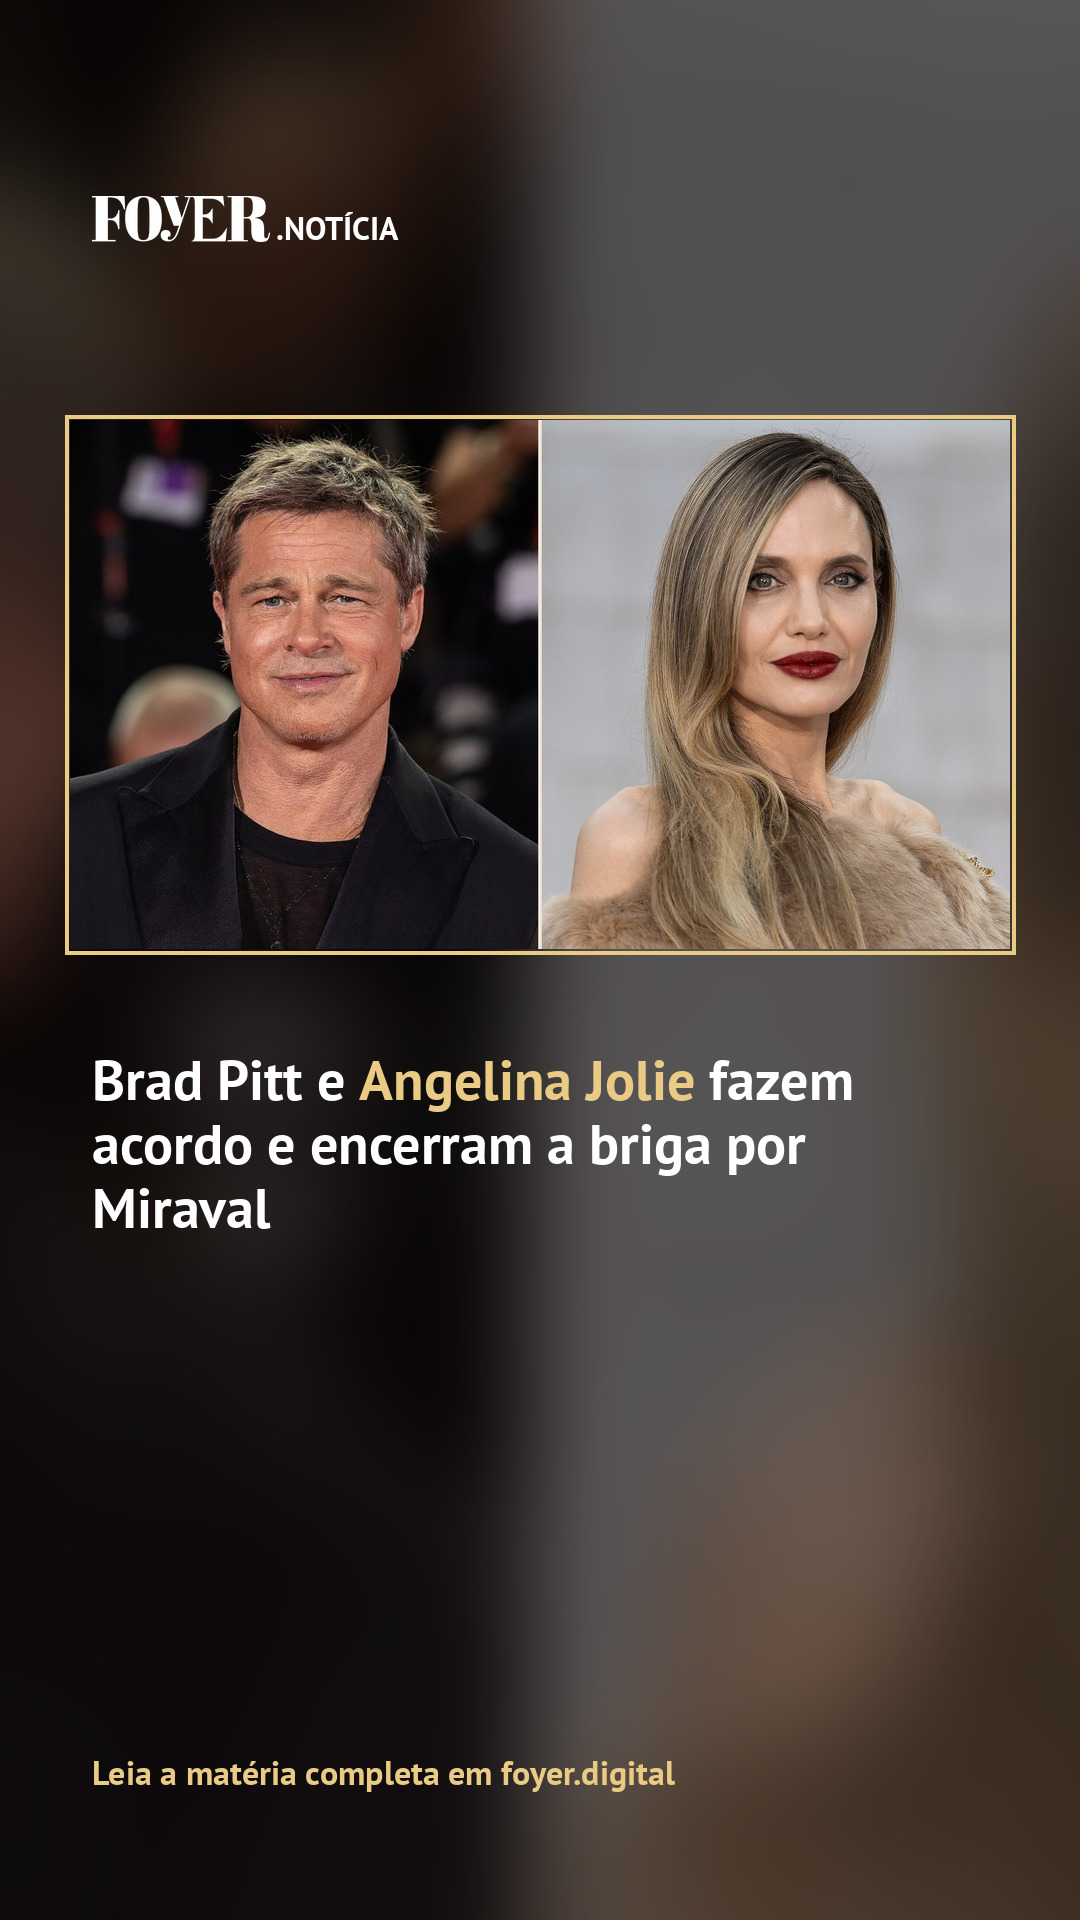 FOYER .NOTÍCIA
Brad Pitt e Angelina Jolie fazem
acordo e encerram a briga por
Miraval
Leia a matéria completa em foyer.digital